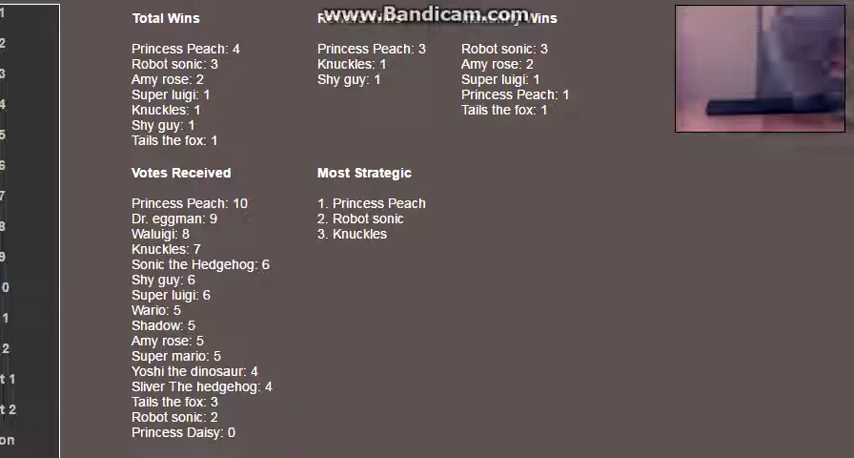 www.Bandicam.com
Total Wins
Princess Peach: 4
Robot sonic: 3
Amy rose: 2
Super luigi: 1
Knuckles: 1
Shy guy: 1
Tails the fox: 1
Princess Peach: 3
Knuckles: 1
Shy guy: 1
Wins
Robot sonic: 3
Amy rose: 2
Super luigi: 1
Princess Peach: 1
Tails the fox: 1
Votes Received
Princess Peach: 10
Dr. eggman: 9
Waluigi: 8
Knuckles: 7
Sonic the Hedgehog: 6
Shy guy: 6
Super luigi: 6
Wario: 5
Shadow: 5
Amy rose: 5
Super mario: 5
Yoshi the dinosaur: 4
Sliver The hedgehog: 4
Tails the fox: 3
Robot sonic: 2
Princess Daisy: 0
Most Strategic
1. Princess Peach
2. Robot sonic
3. Knuckles
1
2
3
4
5
6
7
8
9
0
1
2
t 1
t 2
on